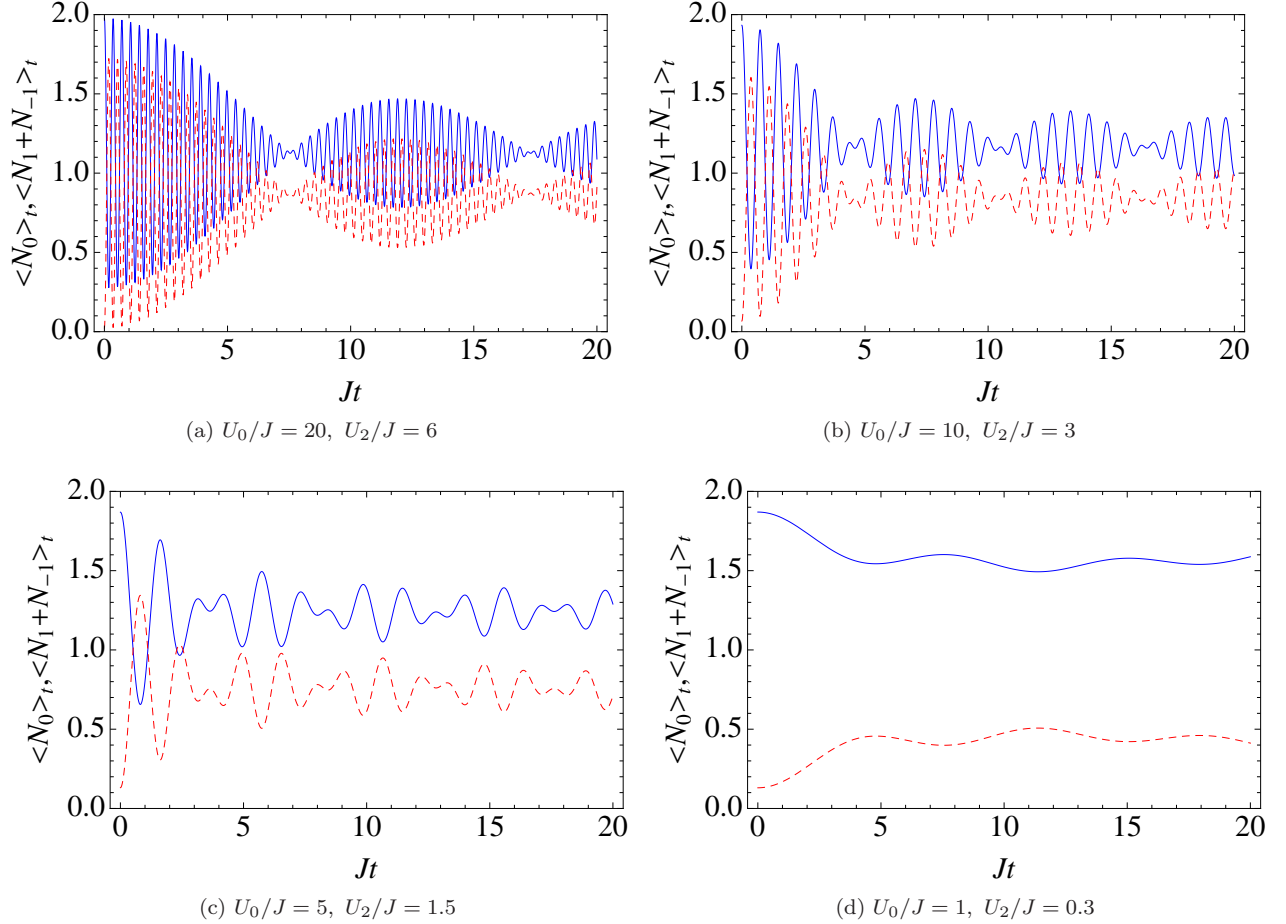 2.0
1.5
1.0
0.5
0.0
<N₀>ₜ,<N₁+N₋₁>ₜ
0 5 10 15 20
Jt
(a) U₀/J = 20, U₂/J = 6
2.0
1.5
1.0
0.5
0.0
<N₀>ₜ,<N₁+N₋₁>ₜ
0 5 10 15 20
Jt
(b) U₀/J = 10, U₂/J = 3
2.0
1.5
1.0
0.5
0.0
<N₀>ₜ,<N₁+N₋₁>ₜ
0 5 10 15 20
Jt
(c) U₀/J = 5, U₂/J = 1.5
2.0
1.5
1.0
0.5
0.0
<N₀>ₜ,<N₁+N₋₁>ₜ
0 5 10 15 20
Jt
(d) U₀/J = 1, U₂/J = 0.3